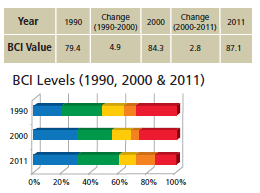 Year 1990 Change (1990-2000) 2000 Change (2000-2011) 2011
BCI Value 79.4 4.9 84.3 2.8 87.1
BCI Levels (1990, 2000 & 2011)
1990
2000
2011
0% 20% 40% 60% 80% 100%